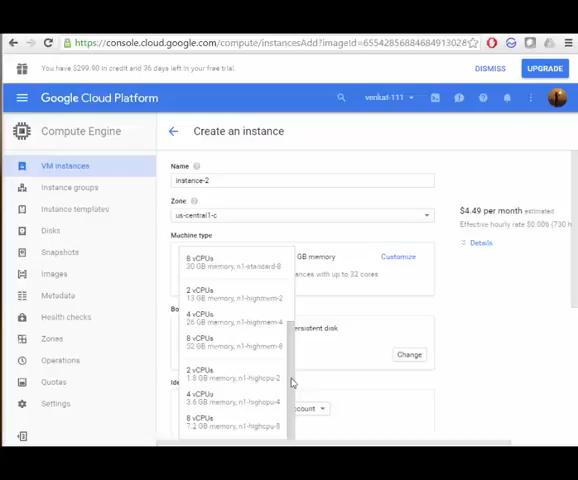 https://console.cloud.google.com/compute/instancesAdd?imageId=
You have $299.90 in credit and 36 days left in your free trial.
DISMISS
UPGRADE
Google Cloud Platform
venkat-111
Compute Engine
Create an instance
VM instances
Instance groups
Instance templates
Disks
Snapshots
Images
Metadata
Health checks
Zones
Operations
Quotas
Settings
Name
instance-2
Zone
us-central1-c
Machine type
8 vCPUs
30 GB memory, n1-standard-8
2 vCPUs
13 GB memory, n1-highmem-2
4 vCPUs
26 GB memory, n1-highmem-4
8 vCPUs
52 GB memory, n1-highmem-8
2 vCPUs
1.8 GB memory, n1-highcpu-2
4 vCPUs
3.6 GB memory, n1-highcpu-4
8 vCPUs
7.2 GB memory, n1-highcpu-8
GB memory
Customize
with up to 32 cores
persistent disk
Change
$4.49 per month estimated
Effective hourly rate $0.006 (730 h
Details